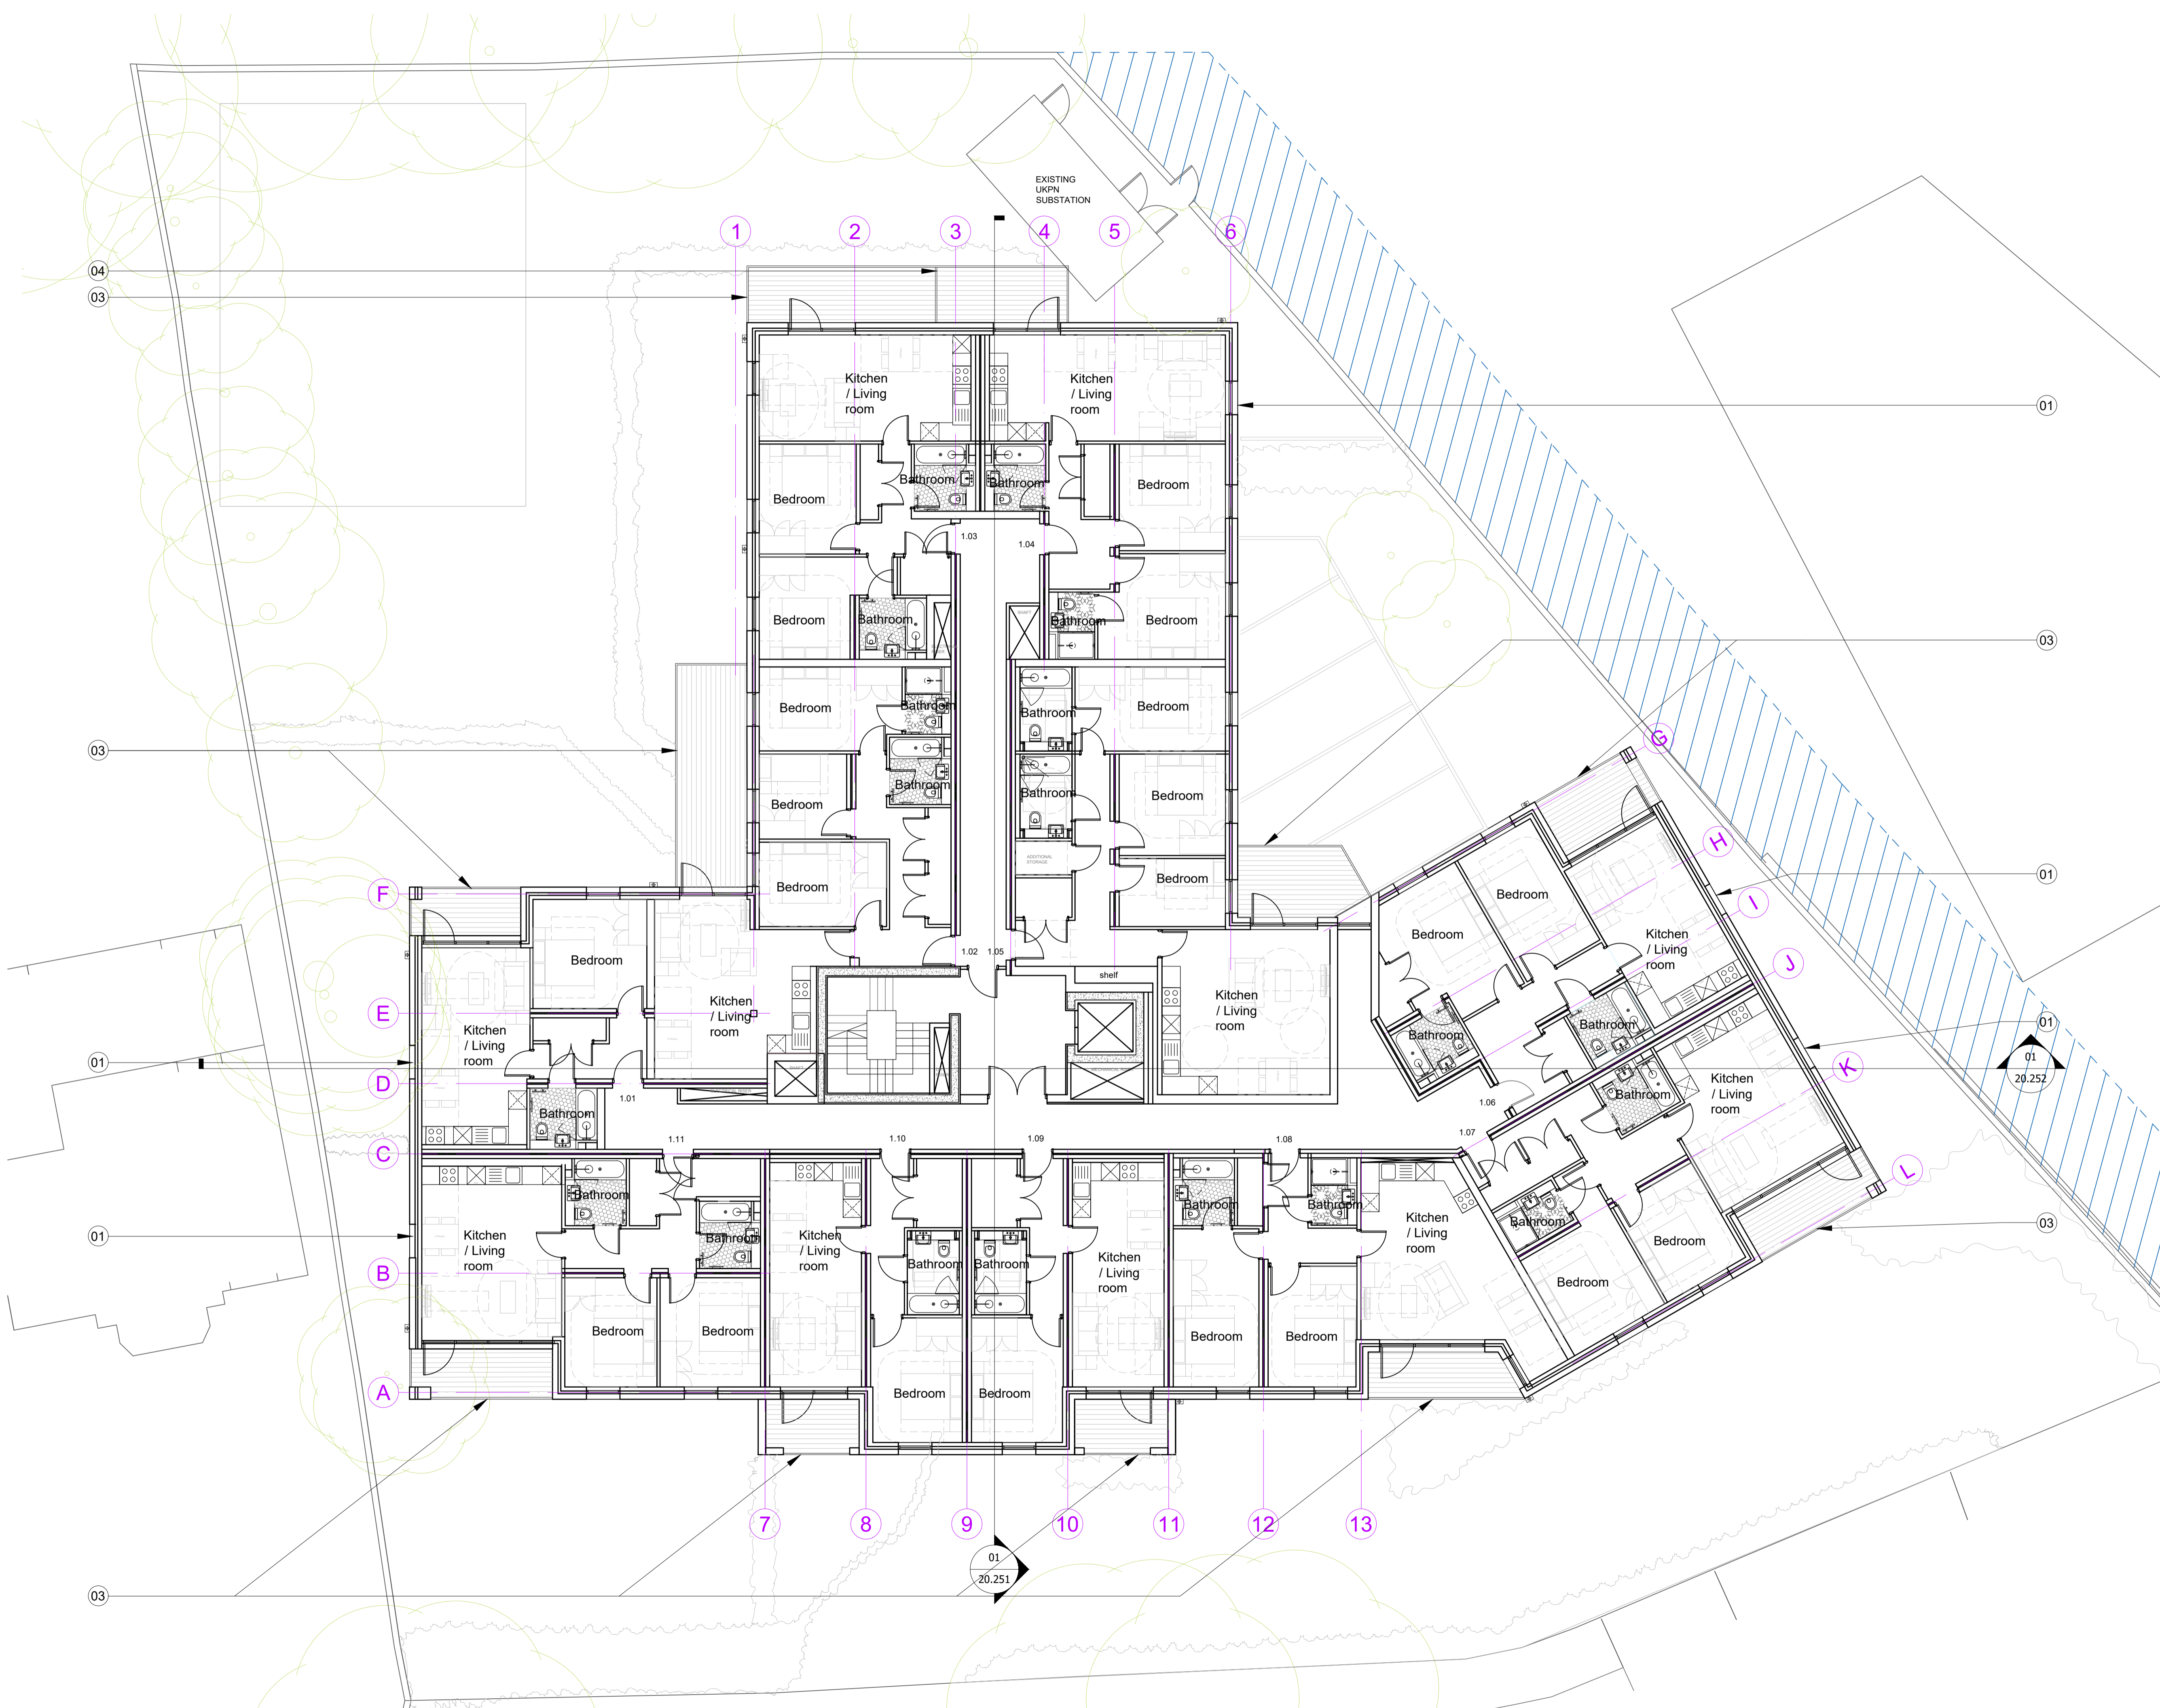 EXISTING
UKPN
SUBSTATION
1
2
3
4
5
6
04
03
Kitchen
/ Living
room
Kitchen
/ Living
room
01
Bathroom
Bathroom
Bedroom
Bedroom
1.03
1.04
SHAFT
Bedroom
Bathroom
Bathroom
Bedroom
03
Bedroom
Bathroom
Bathroom
Bedroom
03
G
Bedroom
Bathroom
Bathroom
Bedroom
H
ADDITIONAL
STORAGE
Bedroom
Bedroom
01
F
Bedroom
Bedroom
I
Kitchen
/ Living
room
1.02
1.05
shelf
Bedroom
J
E
Kitchen
/ Living
room
Kitchen
/ Living
room
Kitchen
/ Living
room
Bathroom
Bathroom
01
01
20.252
01
D
SHAFT
MECHANICAL
K
Kitchen
/ Living
room
Bathroom
1.01
Bathroom
1.06
1.11
1.10
1.09
1.08
1.07
C
L
Bathroom
Bathroom
Bathroom
Bathroom
Bathroom
Kitchen
/ Living
room
03
01
Kitchen
/ Living
room
Bathroom
Kitchen
/ Living
room
Bathroom
Bathroom
Kitchen
/ Living
room
Bedroom
B
Bedroom
Bedroom
Bedroom
Bedroom
Bedroom
A
Bedroom
Bedroom
7
8
9
10
11
12
13
01
20.251
03